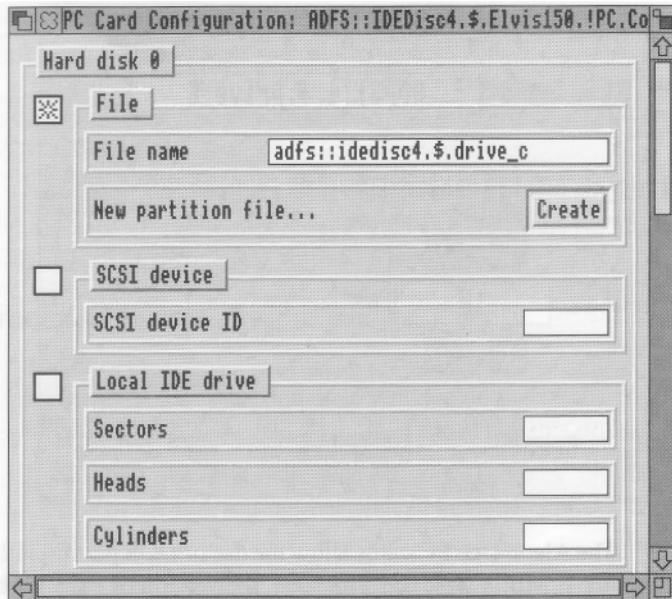 PC Card Configuration: ADFS::IDEDisc4.$.Elvis150.!PC.Co
Hard disk 0
File
File name adfs::idedisc4.$.drive_c
New partition file... Create
SCSI device
SCSI device ID
Local IDE drive
Sectors
Heads
Cylinders